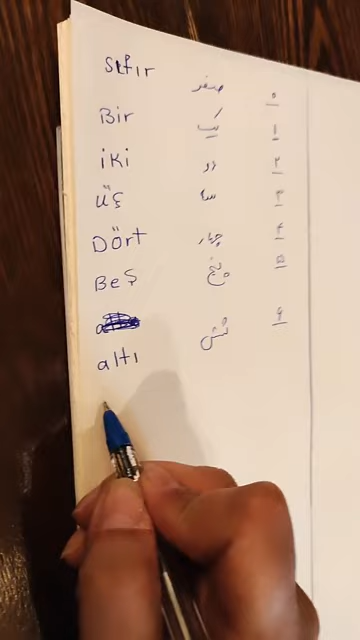 Sıfır صفر ۰
Bir یک ۱
iki دو ۲
üç سه ۳
Dört چهار ۴
Beş پنج ۵
altı شش ۶